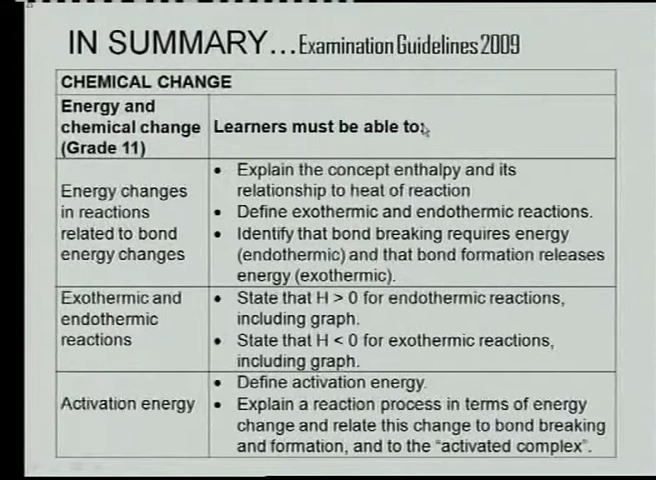 IN SUMMARY...Examination Guidelines 2009
CHEMICAL CHANGE
Energy and
chemical change
(Grade 11)
Learners must be able to:
Energy changes
in reactions
related to bond
energy changes
• Explain the concept enthalpy and its
relationship to heat of reaction
• Define exothermic and endothermic reactions.
• Identify that bond breaking requires energy
(endothermic) and that bond formation releases
energy (exothermic).
Exothermic and
endothermic
reactions
• State that H > 0 for endothermic reactions,
including graph.
• State that H < 0 for exothermic reactions,
including graph.
Activation energy
• Define activation energy.
• Explain a reaction process in terms of energy
change and relate this change to bond breaking
and formation, and to the “activated complex”.